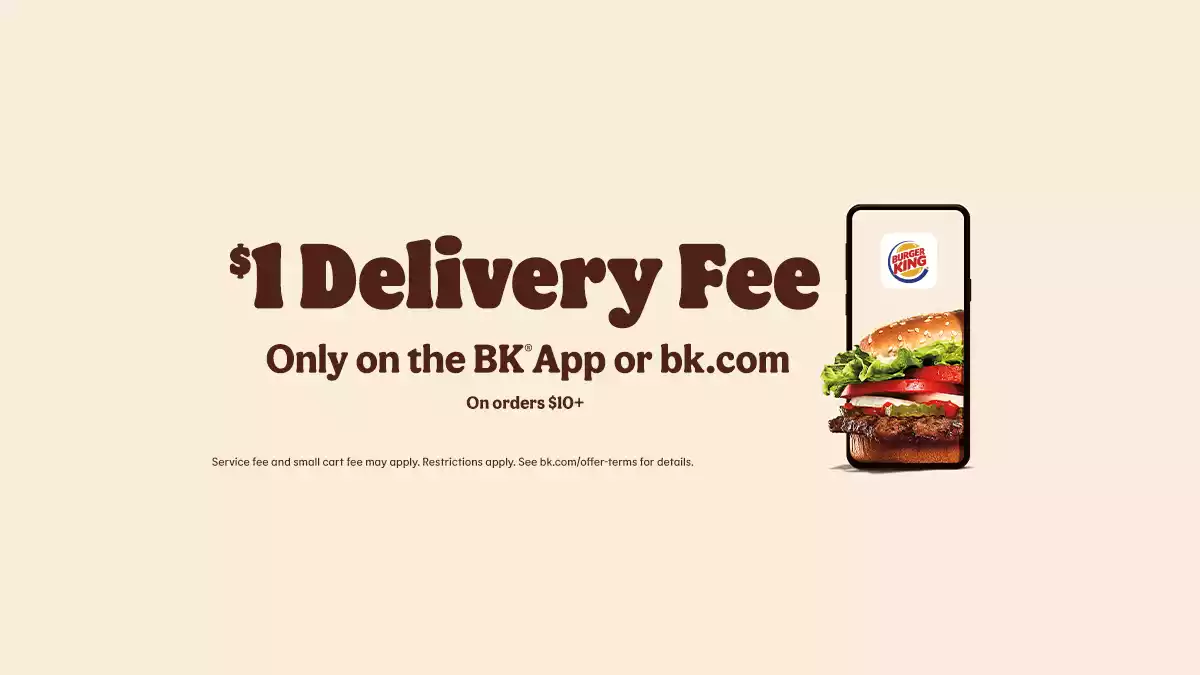 $1 Delivery Fee
Only on the BK® App or bk.com
On orders $10+
Service fee and small cart fee may apply. Restrictions apply. See bk.com/offer-terms for details.
BURGER
KING